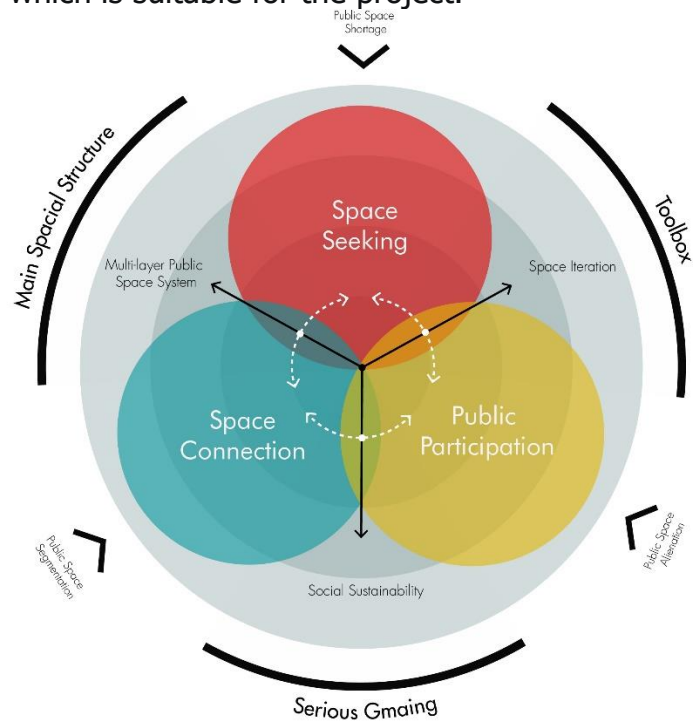 which is suitable for the project.
Public Space
Shortage
Main Spacial Structure
Toolbox
Space
Seeking
Multi-layer Public
Space System
Space Iteration
Space
Connection
Public
Participation
Public Space
Segmentation
Public Space
Alienation
Social Sustainability
Serious Gmaing